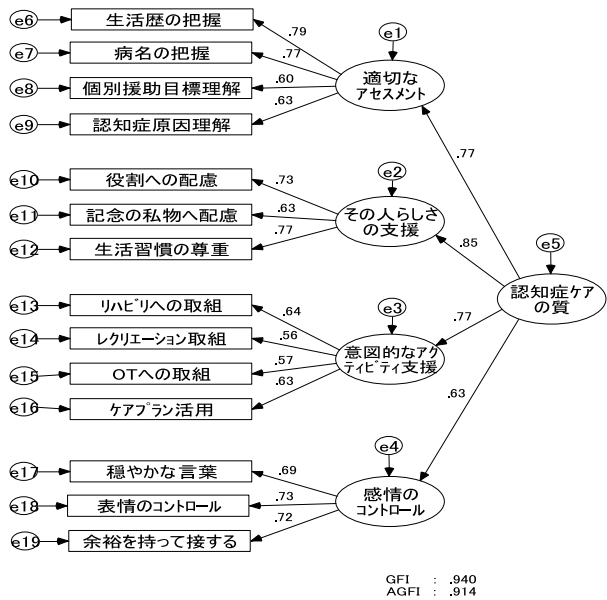 e6
生活歴の把握
.79
e1
e7
病名の把握
.77
適切な
アセスメント
e8
個別援助目標理解
.60
e9
認知症原因理解
.63
.77
e10
役割への配慮
.73
e2
e11
記念の私物へ配慮
.63
その人らしさ
の支援
e12
生活習慣の尊重
.77
.85
e5
認知症ケア
の質
e13
リハビリへの取組
.64
e3
.77
e14
レクリエーション取組
.56
意図的なアク
ティビティ支援
e15
OTへの取組
.57
e16
ケアプラン活用
.63
.63
e4
e17
穏やかな言葉
.69
感情の
コントロール
e18
表情のコントロール
.73
e19
余裕を持って接する
.72
GFI : .940
AGFI : .914